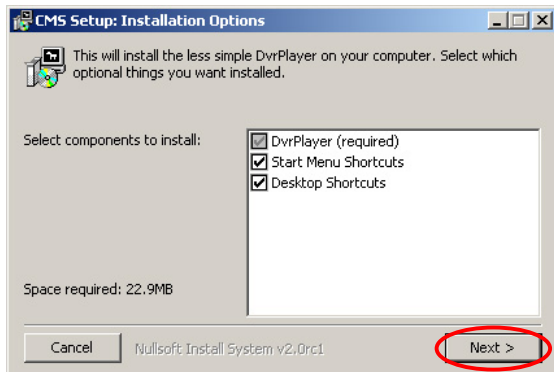 CMS Setup: Installation Options
This will install the less simple DvrPlayer on your computer. Select which
optional things you want installed.
Select components to install:
DvrPlayer (required)
Start Menu Shortcuts
Desktop Shortcuts
Space required: 22.9MB
Cancel
Nullsoft Install System v2.0rc1
Next >